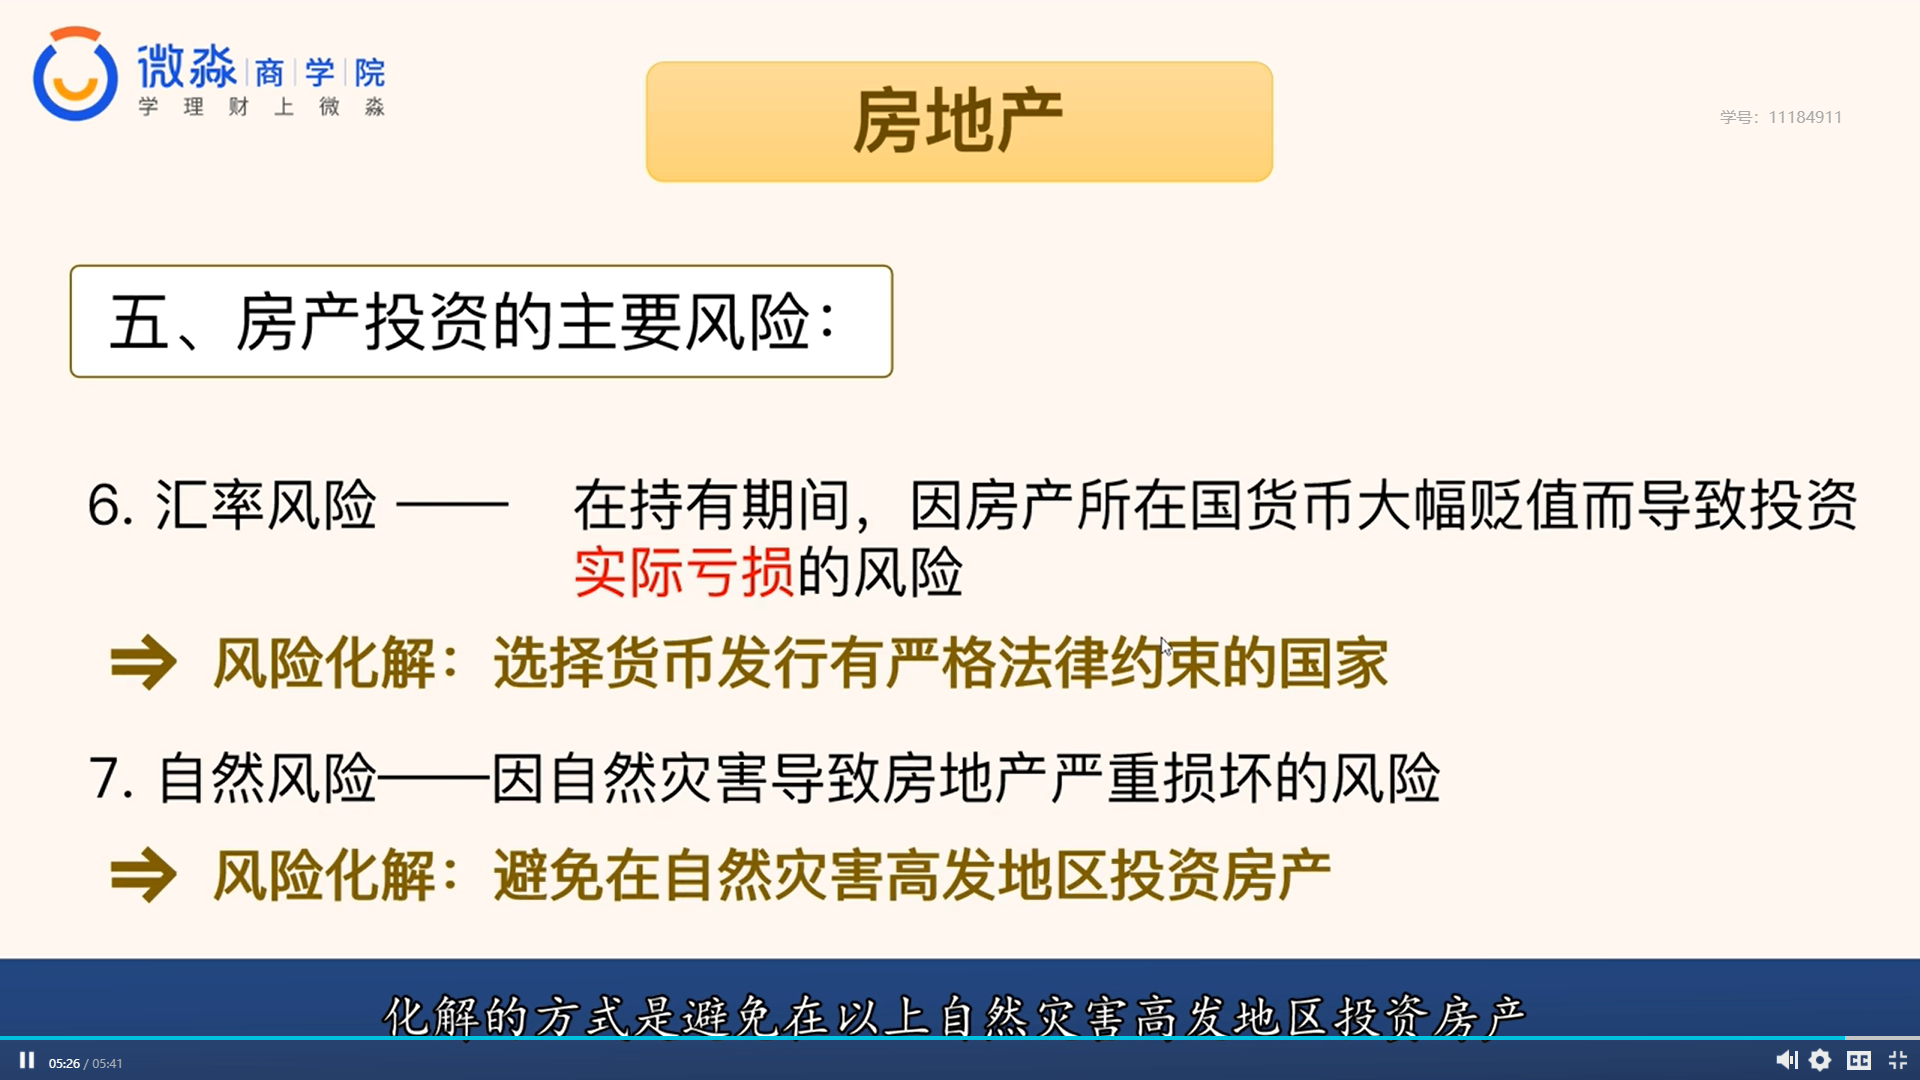 微淼商学院
学理财上微淼
房地产
学号：11184911
五、房产投资的主要风险：
6. 汇率风险 —— 在持有期间，因房产所在国货币大幅贬值而导致投资
实际亏损的风险
⇒ 风险化解：选择货币发行有严格法律约束的国家
7. 自然风险——因自然灾害导致房地产严重损坏的风险
⇒ 风险化解：避免在自然灾害高发地区投资房产
化解的方式是避免在以上自然灾害高发地区投资房产
05:26 / 05:41
CC